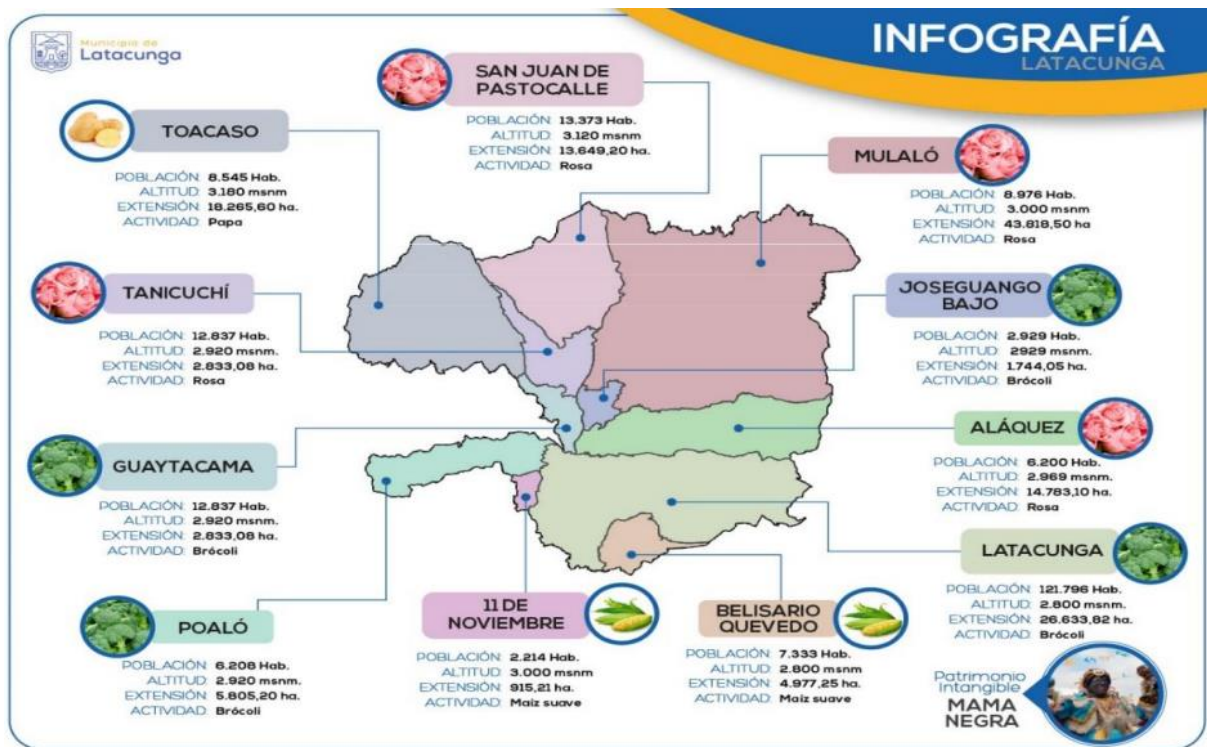 Municipio de
Latacunga
INFOGRAFÍA
LATACUNGA
SAN JUAN DE
PASTOCALLE
POBLACIÓN: 13.373 Hab.
ALTITUD: 3.120 msnm
EXTENSIÓN: 13.649,20 ha.
ACTIVIDAD: Rosa
TOACASO
POBLACIÓN: 8.545 Hab.
ALTITUD: 3.180 msnm
EXTENSIÓN: 18.265,60 ha.
ACTIVIDAD: Papa
MULALÓ
POBLACIÓN: 8.976 Hab.
ALTITUD: 3.000 msnm
EXTENSIÓN: 43.818,50 ha
ACTIVIDAD: Rosa
TANICUCHÍ
POBLACIÓN: 12.837 Hab.
ALTITUD: 2.920 msnm.
EXTENSIÓN: 2.833,08 ha.
ACTIVIDAD: Rosa
JOSEGUANGO
BAJO
POBLACIÓN: 2.929 Hab.
ALTITUD: 2929 msnm.
EXTENSIÓN: 1.744,05 ha.
ACTIVIDAD: Brócoli
GUAYTACAMA
POBLACIÓN: 12.837 Hab.
ALTITUD: 2.920 msnm.
EXTENSIÓN: 2.833,08 ha.
ACTIVIDAD: Brócoli
ALÁQUEZ
POBLACIÓN: 6.200 Hab.
ALTITUD: 2.969 msnm.
EXTENSIÓN: 14.783,10 ha.
ACTIVIDAD: Rosa
LATACUNGA
POBLACIÓN: 121.796 Hab.
ALTITUD: 2.800 msnm.
EXTENSIÓN: 26.633,82 ha.
ACTIVIDAD: Brócoli
POALÓ
POBLACIÓN: 6.208 Hab.
ALTITUD: 2.920 msnm.
EXTENSIÓN: 5.805,20 ha.
ACTIVIDAD: Brócoli
11 DE
NOVIEMBRE
POBLACIÓN: 2.214 Hab.
ALTITUD: 3.000 msnm
EXTENSIÓN: 915,21 ha.
ACTIVIDAD: Maiz suave
BELISARIO
QUEVEDO
POBLACIÓN: 7.333 Hab.
ALTITUD: 2.800 msnm
EXTENSIÓN: 4.977,25 ha.
ACTIVIDAD: Maiz suave
Patrimonio
Intangible
MAMA
NEGRA